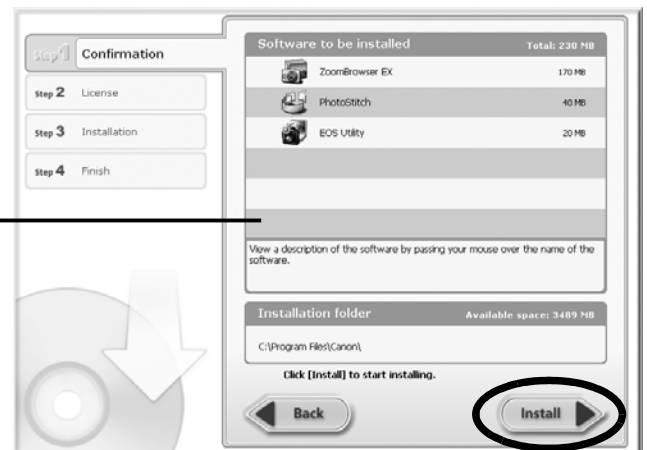 Step 1 Confirmation
Step 2 License
Step 3 Installation
Step 4 Finish
Software to be installed Total: 230 MB
ZoomBrowser EX 170 MB
PhotoStitch 40 MB
EOS Utility 20 MB
View a description of the software by passing your mouse over the name of the
software.
Installation folder Available space: 3489 MB
C:\Program Files\Canon\
Click [Install] to start installing.
Back Install